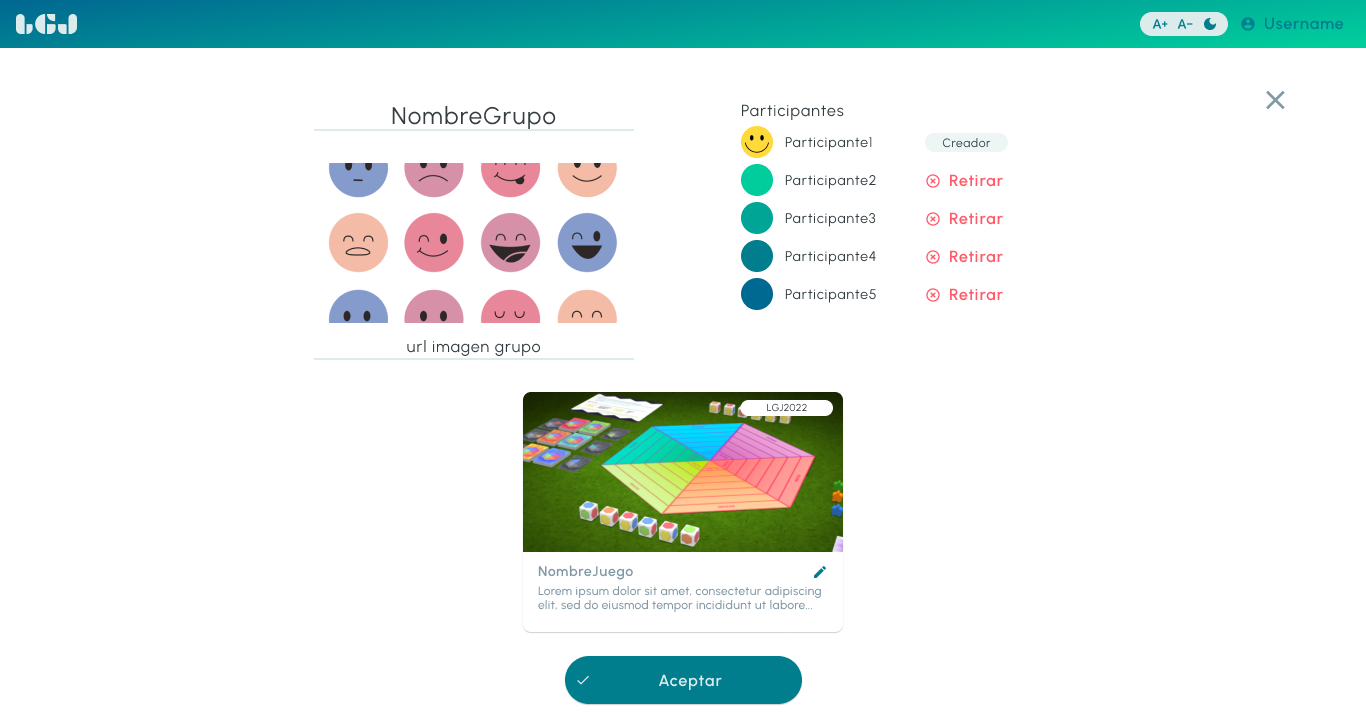 LGJ
A+ A-
Username
NombreGrupo
url imagen grupo
Participantes
Participante1
Creador
Participante2
Retirar
Participante3
Retirar
Participante4
Retirar
Participante5
Retirar
LGJ2022
NombreJuego
Lorem ipsum dolor sit amet, consectetur adipiscing
elit, sed do eiusmod tempor incididunt ut labore...
Aceptar